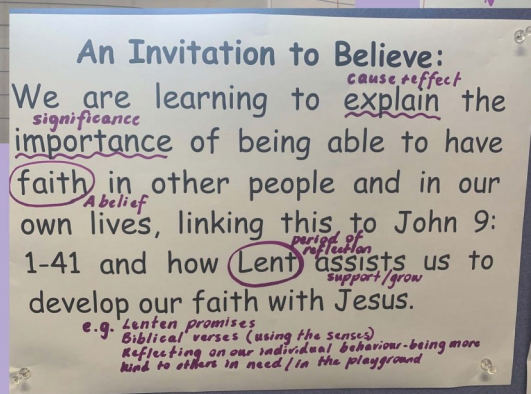 An Invitation to Believe:
cause + effect
We are learning to explain the
significance
importance of being able to have
faith in other people and in our
A belief
own lives, linking this to John 9:
period of
reflection
1-41 and how Lent assists us to
support/grow
develop our faith with Jesus.
e.g. Lenten promises
Biblical verses (using the senses)
Reflecting on our individual behaviour - being more
kind to others in need / in the playground